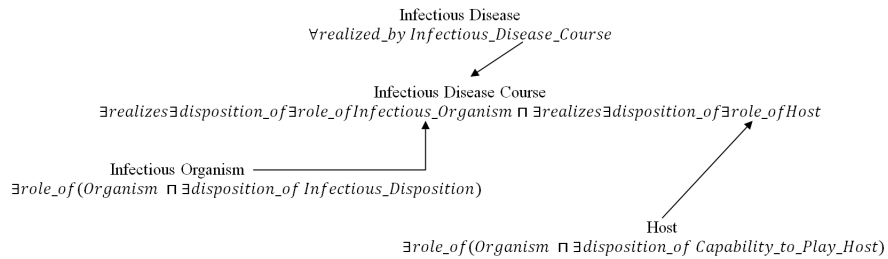 Infectious Disease
∀realized_by Infectious_Disease_Course
Infectious Disease Course
∃realizes∃disposition_of∃role_ofInfectious_Organism ⊓ ∃realizes∃disposition_of∃role_ofHost
Infectious Organism
∃role_of(Organism ⊓ ∃disposition_of Infectious_Disposition)
Host
∃role_of(Organism ⊓ ∃disposition_of Capability_to_Play_Host)